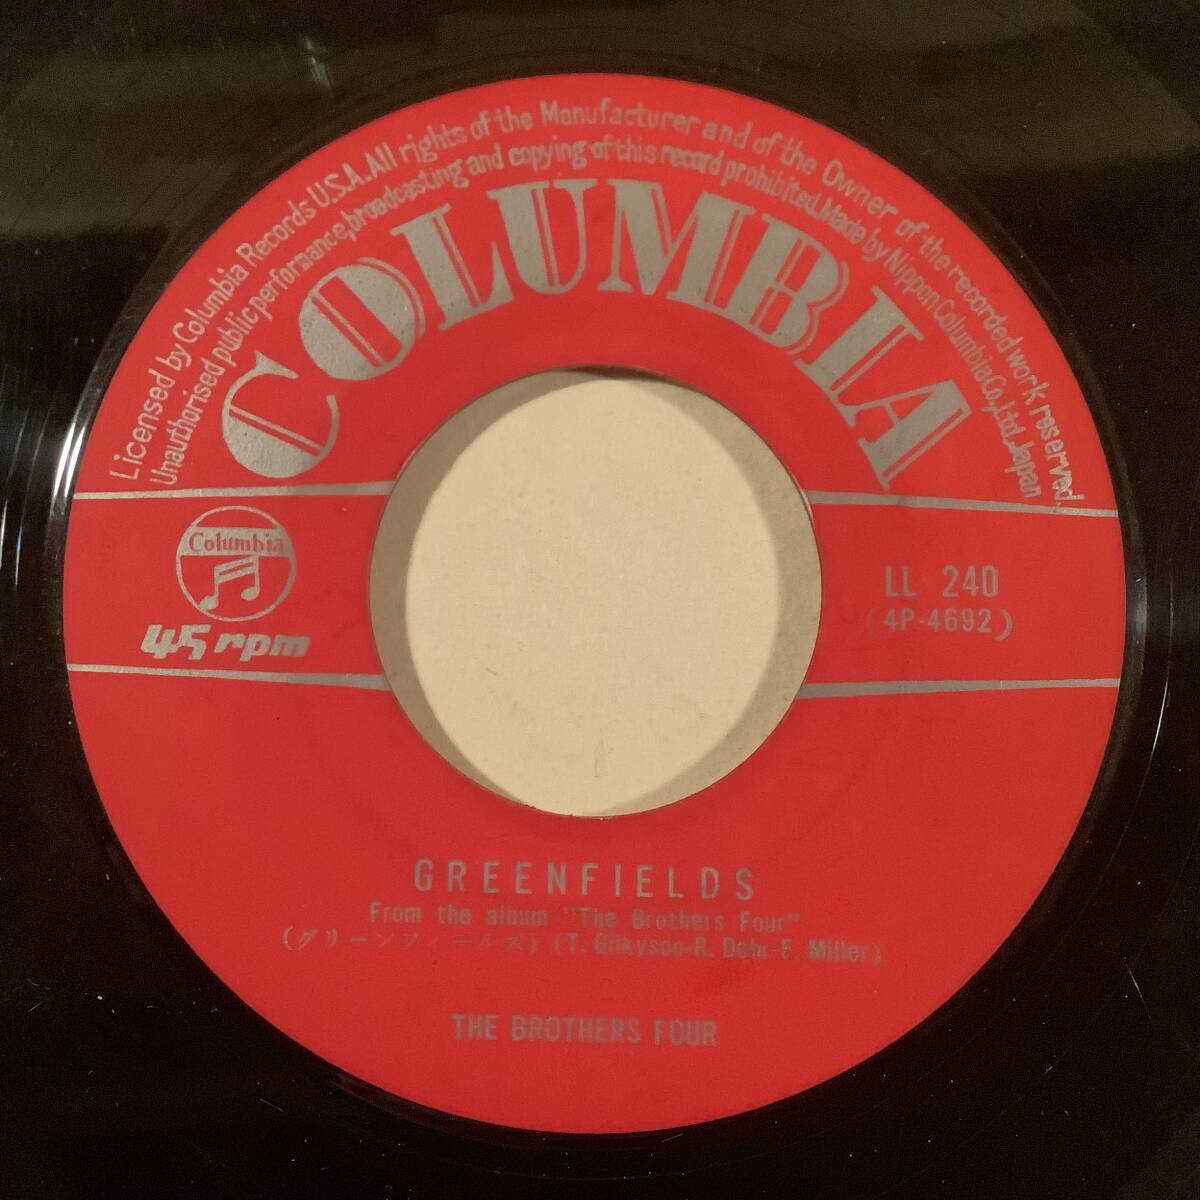 Licensed by Columbia Records U.S.A. All rights of the Manufacturer and of the Owner of the recorded work reserved.
Unauthorised public performance, broadcasting and copying of this record prohibited. Made by Nippon Columbia Co., Ltd. Japan
COLUMBIA
Columbia
45 rpm
LL 240
(4P-4692)
GREENFIELDS
From the album "The Brothers Four"
(グリーンフィールズ) (T. Gilkyson-R. Dehr-F. Miller)
THE BROTHERS FOUR